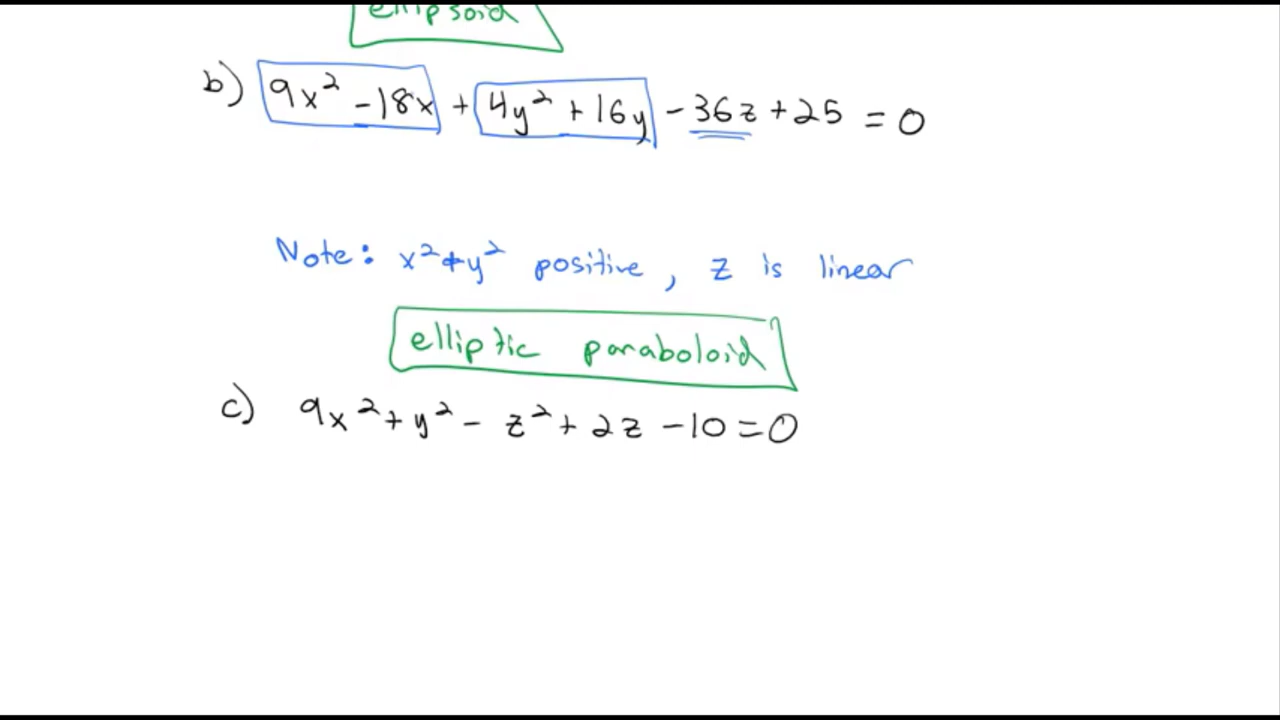 ellipsoid
b) 9x² - 18x + 4y² + 16y - 36z + 25 = 0
Note: x² + y² positive, z is linear
elliptic paraboloid
c) 9x² + y² - z² + 2z - 10 = 0